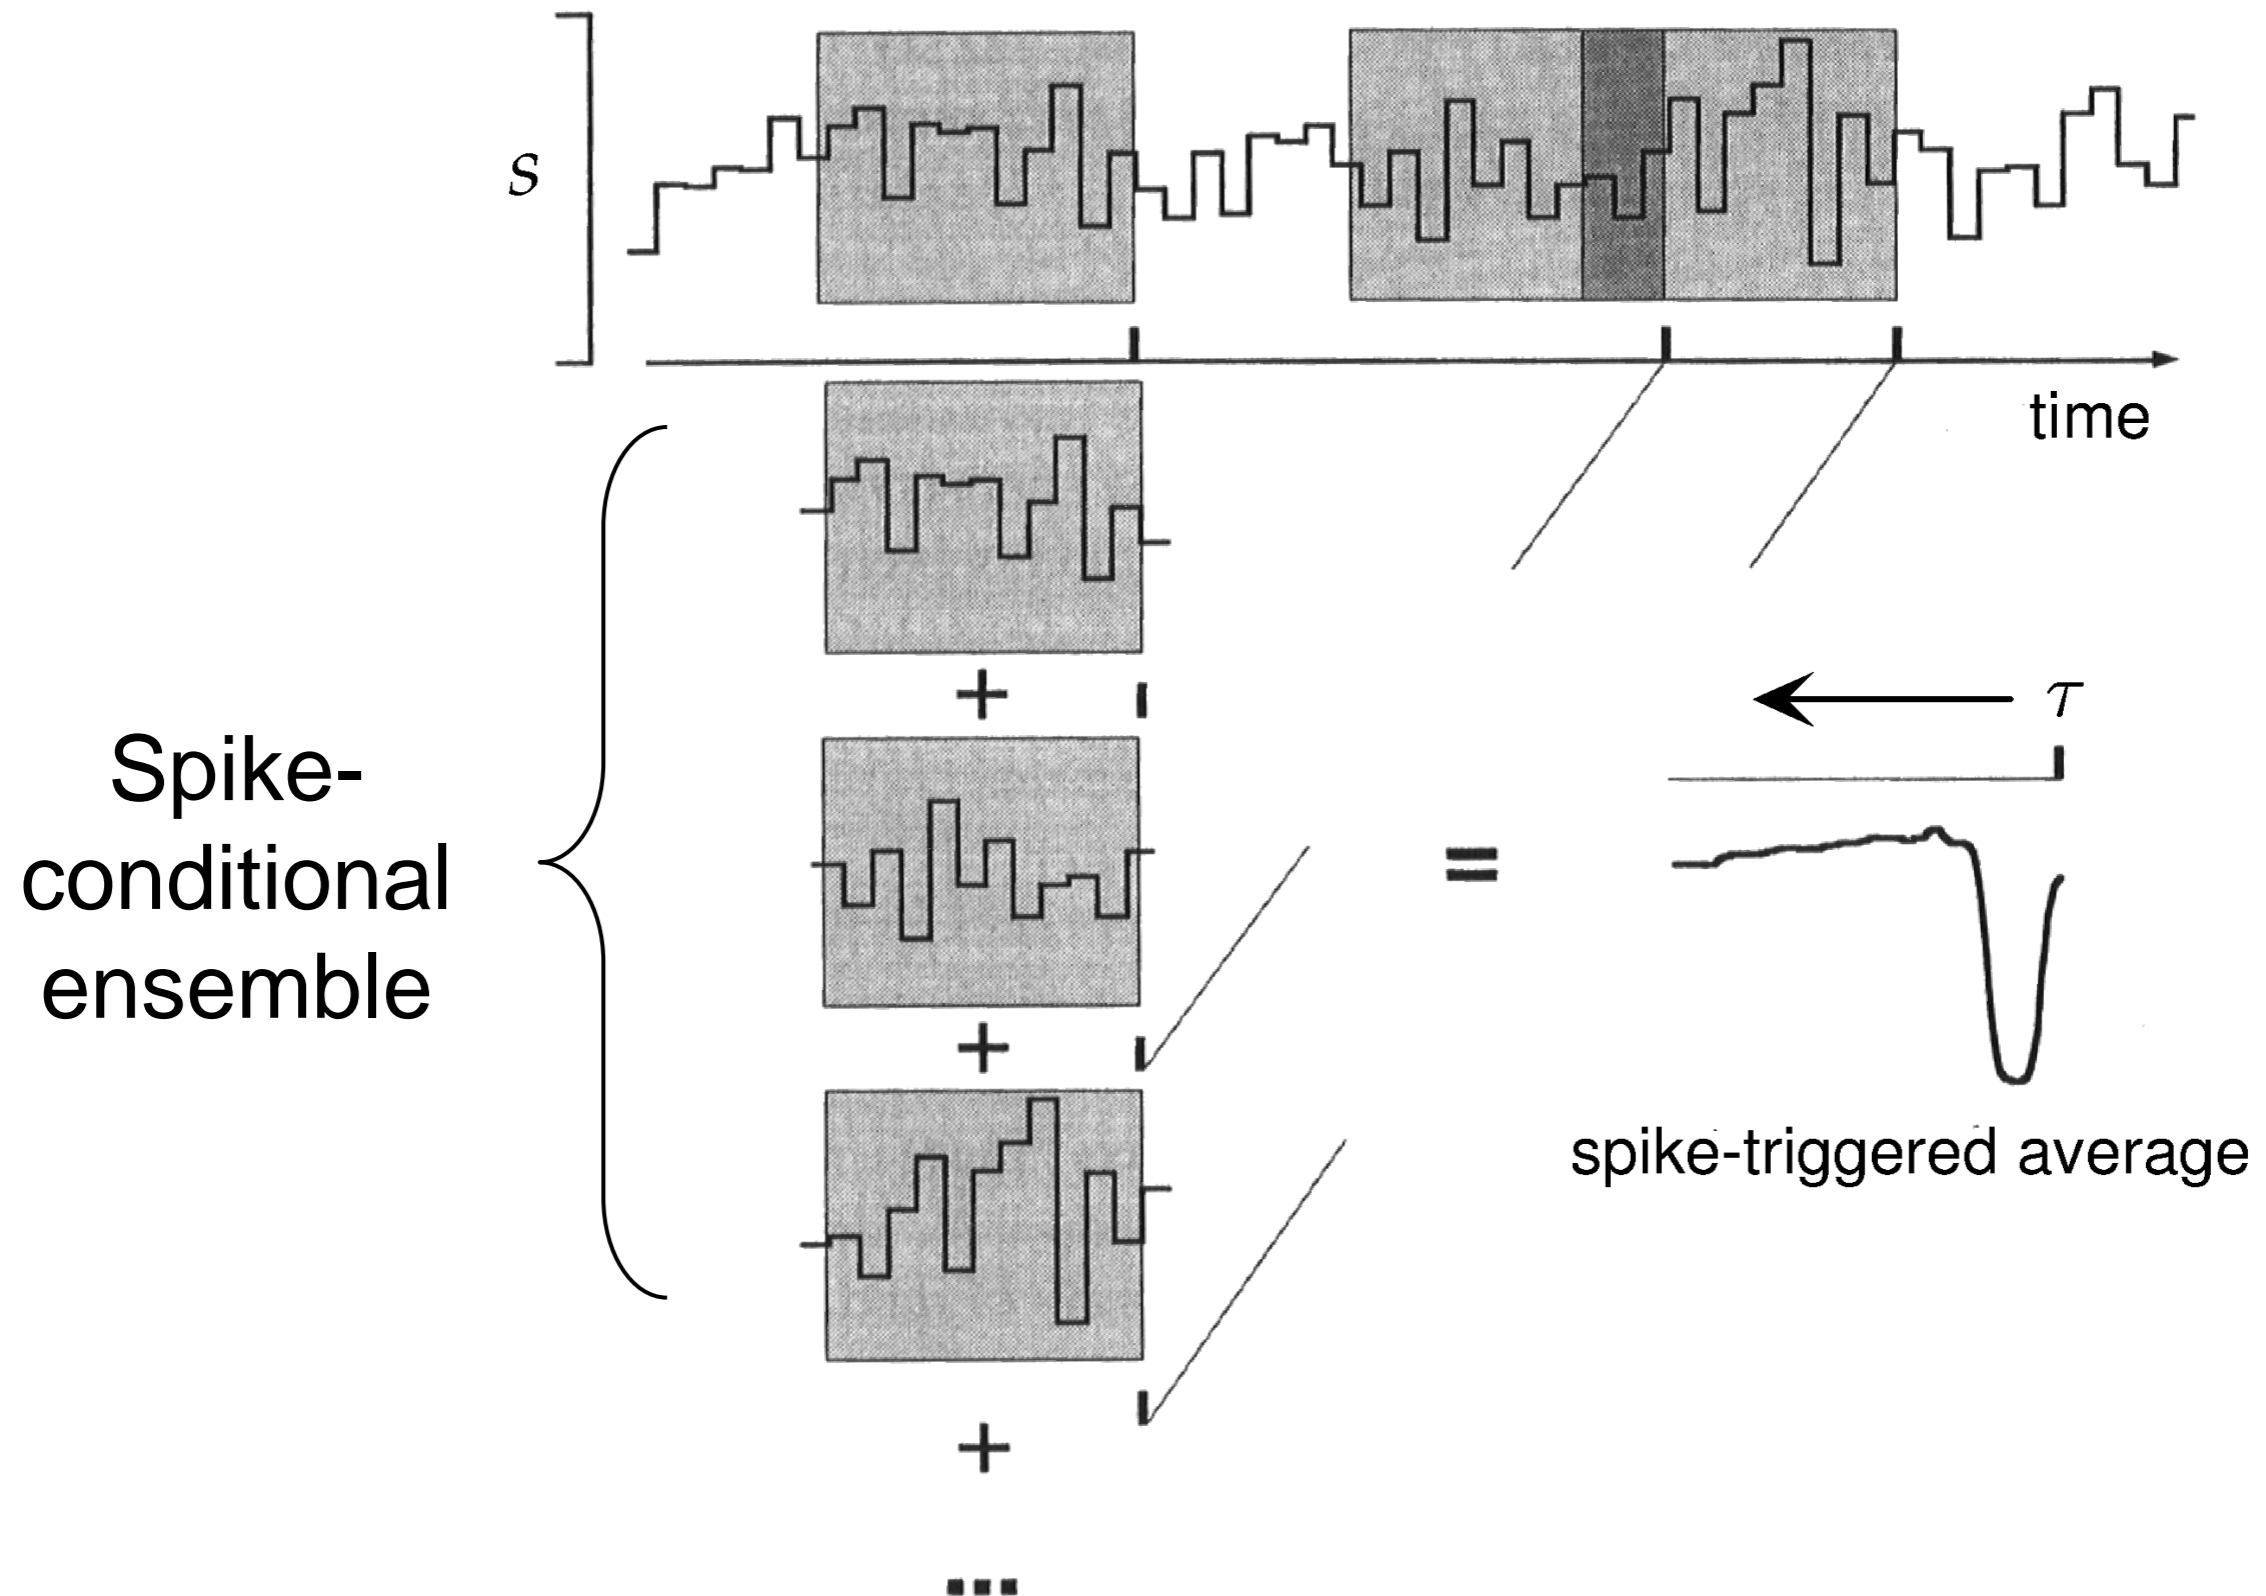 s
time
+
τ
Spike-
conditional
ensemble
=
+
spike-triggered average
+
...